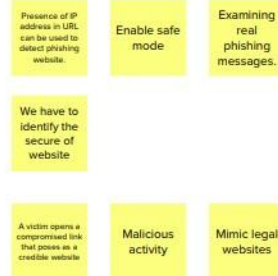 Presence of IP
address in URL
can be used to
detect phishing
website.
Enable safe
mode
Examining
real
phishing
messages.
We have to
identify the
secure of
website
A victim opens a
compromised link
that poses as a
credible website
Malicious
activity
Mimic legal
websites